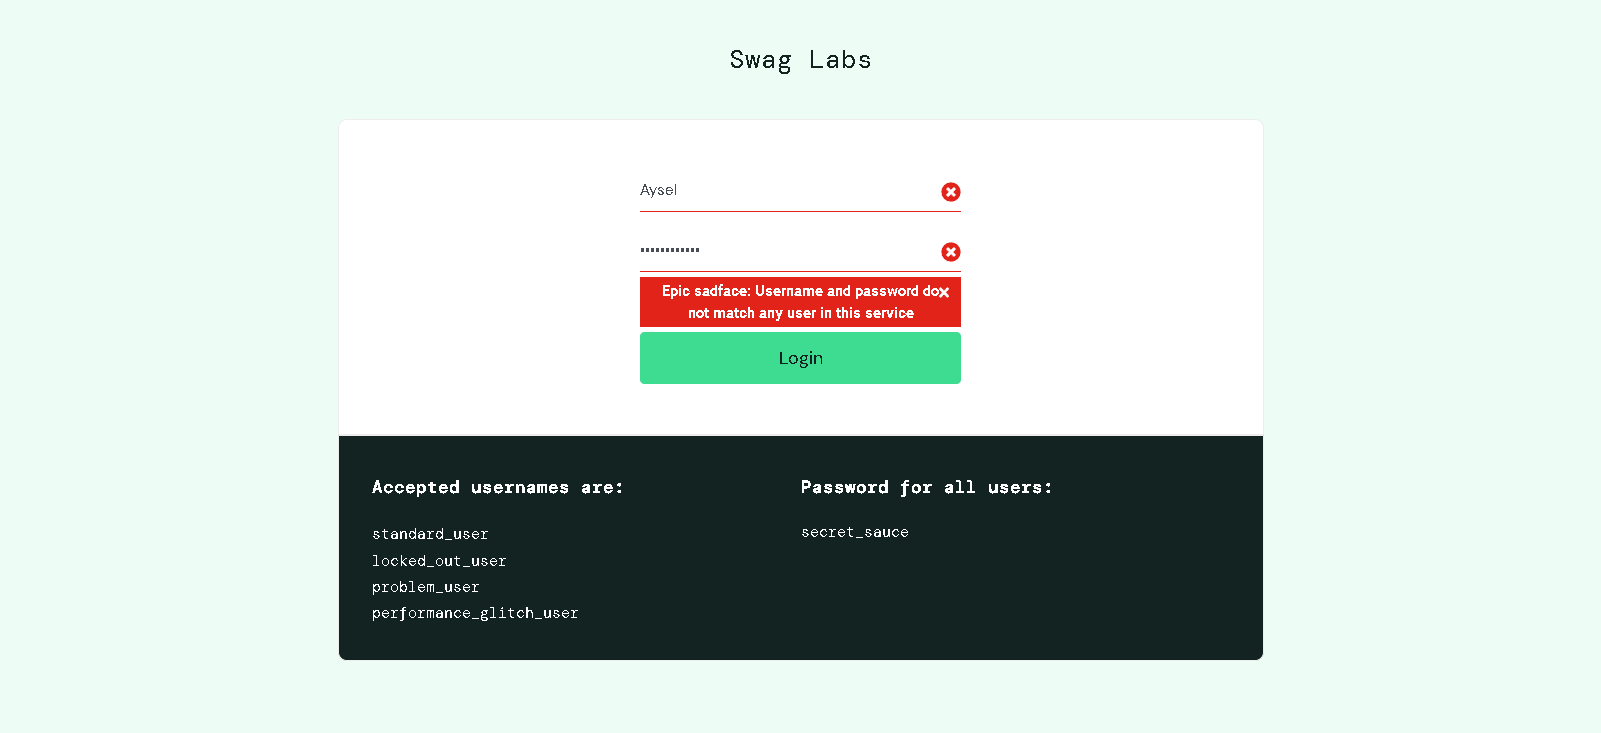 Swag Labs
Aysel
••••••••••••
Epic sadface: Username and password do
not match any user in this service
Login
Accepted usernames are:
standard_user
locked_out_user
problem_user
performance_glitch_user
Password for all users:
secret_sauce